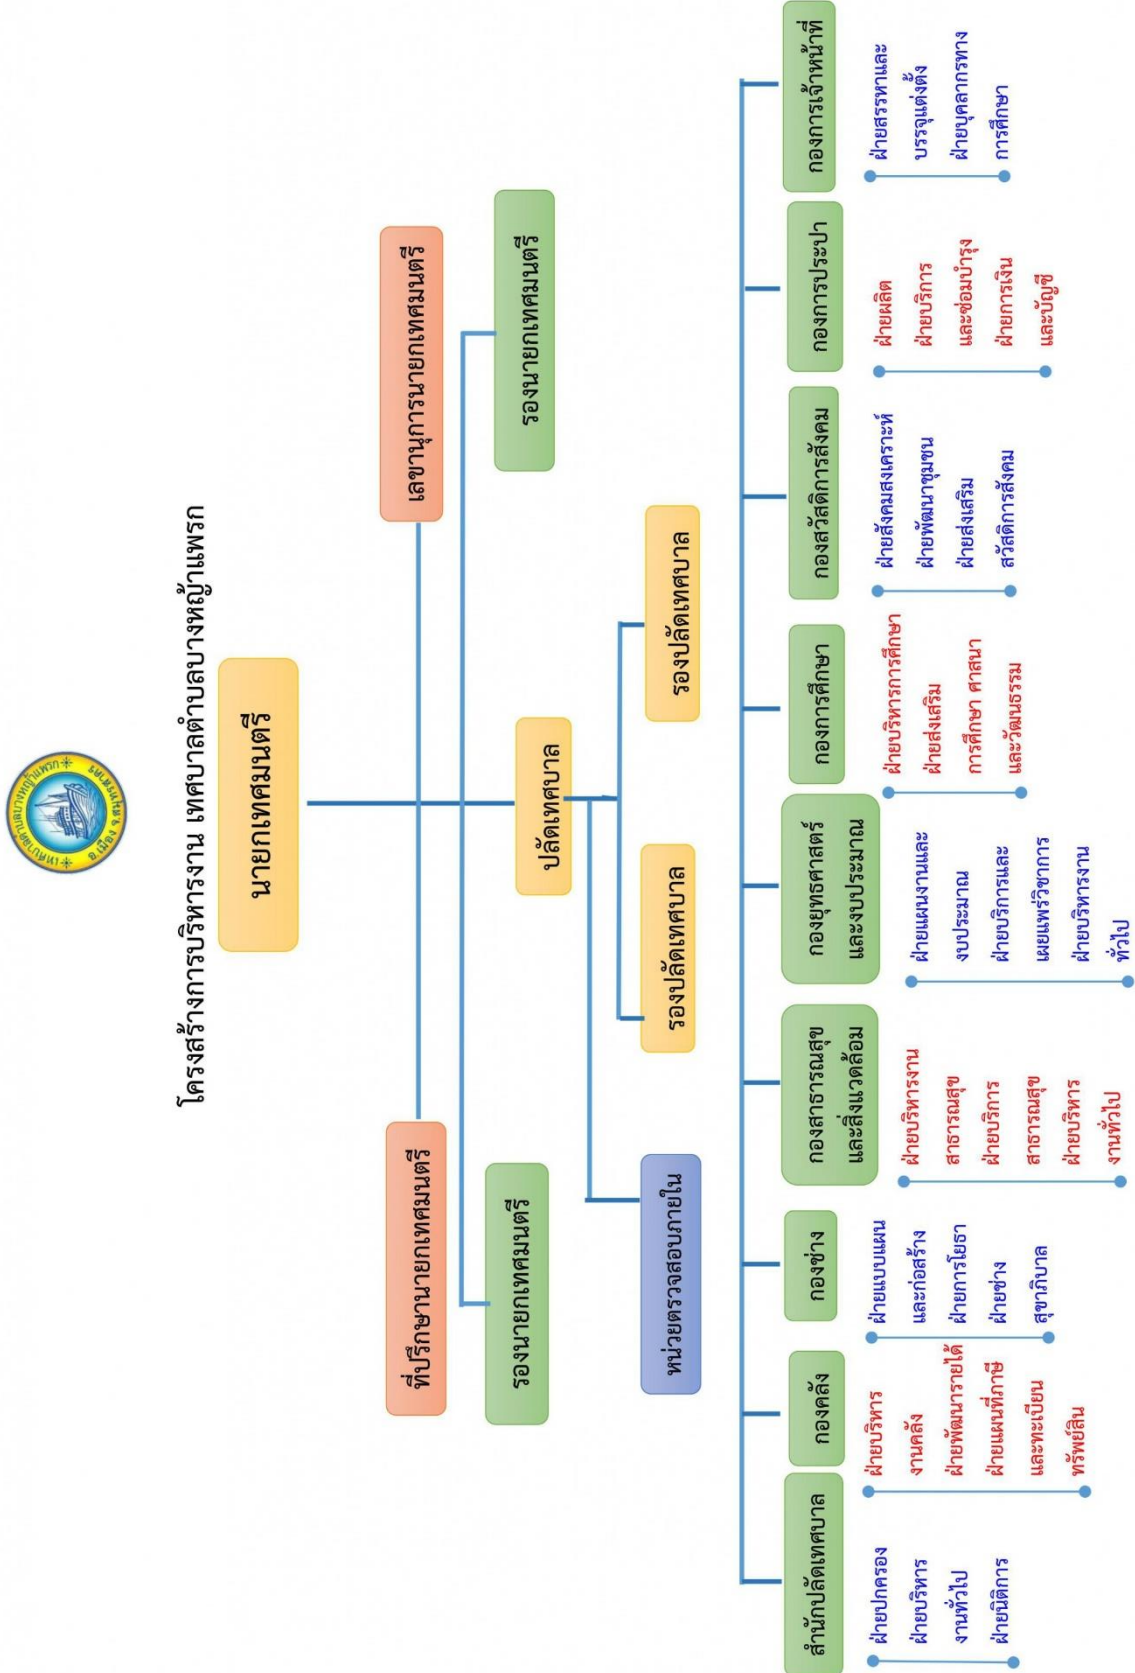 เทศบาลตำบลบางหญ้าแพรก
อ.เมือง จ.สมุทรสาคร
โครงสร้างการบริหารงาน เทศบาลตำบลบางหญ้าแพรก
นายกเทศมนตรี
ที่ปรึกษานายกเทศมนตรี
เลขานุการนายกเทศมนตรี
รองนายกเทศมนตรี
รองนายกเทศมนตรี
ปลัดเทศบาล
หน่วยตรวจสอบภายใน
รองปลัดเทศบาล
รองปลัดเทศบาล
สำนักปลัดเทศบาล
ฝ่ายปกครอง
ฝ่ายบริหาร
งานทั่วไป
ฝ่ายนิติการ
กองคลัง
ฝ่ายบริหาร
งานคลัง
ฝ่ายพัฒนารายได้
ฝ่ายแผนที่ภาษี
และทะเบียน
ทรัพย์สิน
กองช่าง
ฝ่ายแบบแผน
และก่อสร้าง
ฝ่ายการโยธา
ฝ่ายช่าง
สุขาภิบาล
กองสาธารณสุข
และสิ่งแวดล้อม
ฝ่ายบริหารงาน
สาธารณสุข
ฝ่ายบริการ
สาธารณสุข
ฝ่ายบริหาร
งานทั่วไป
กองยุทธศาสตร์
และงบประมาณ
ฝ่ายแผนงานและ
งบประมาณ
ฝ่ายบริการและ
เผยแพร่วิชาการ
ฝ่ายบริหารงาน
ทั่วไป
กองการศึกษา
ฝ่ายบริหารการศึกษา
ฝ่ายส่งเสริม
การศึกษา ศาสนา
และวัฒนธรรม
กองสวัสดิการสังคม
ฝ่ายสังคมสงเคราะห์
ฝ่ายพัฒนาชุมชน
ฝ่ายส่งเสริม
สวัสดิการสังคม
กองการประปา
ฝ่ายผลิต
ฝ่ายบริการ
และซ่อมบำรุง
ฝ่ายการเงิน
และบัญชี
กองการเจ้าหน้าที่
ฝ่ายสรรหาและ
บรรจุแต่งตั้ง
ฝ่ายบุคลากรทาง
การศึกษา